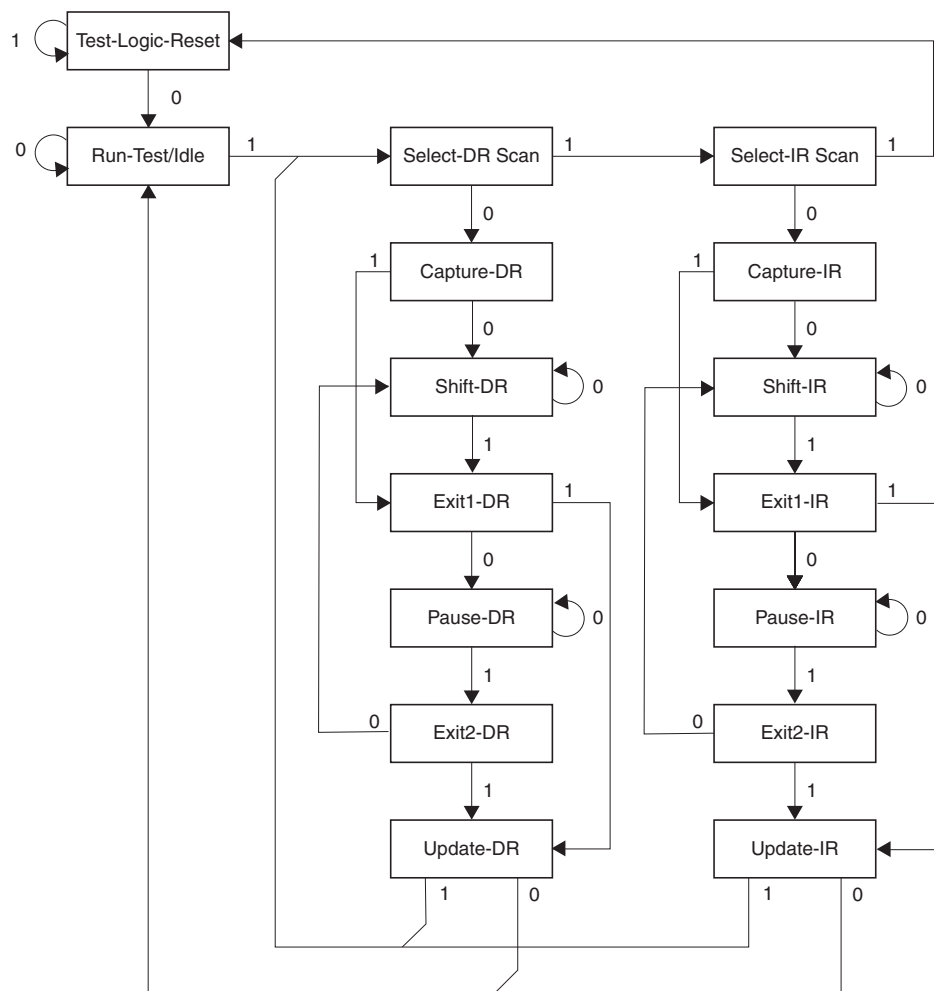 1
Test-Logic-Reset
0
0
Run-Test/Idle
1
Select-DR Scan
1
Select-IR Scan
1
0
0
1
Capture-DR
1
Capture-IR
0
0
Shift-DR
0
Shift-IR
0
1
1
Exit1-DR
1
Exit1-IR
1
0
0
Pause-DR
0
Pause-IR
0
1
1
0
Exit2-DR
0
Exit2-IR
1
1
Update-DR
Update-IR
1
0
1
0